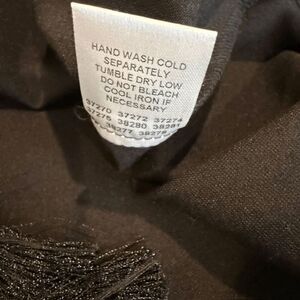 HAND WASH COLD
SEPARATELY
TUMBLE DRY LOW
DO NOT BLEACH
COOL IRON IF
NECESSARY
37270 37272 37274
37275 38280 38281
38277 38278